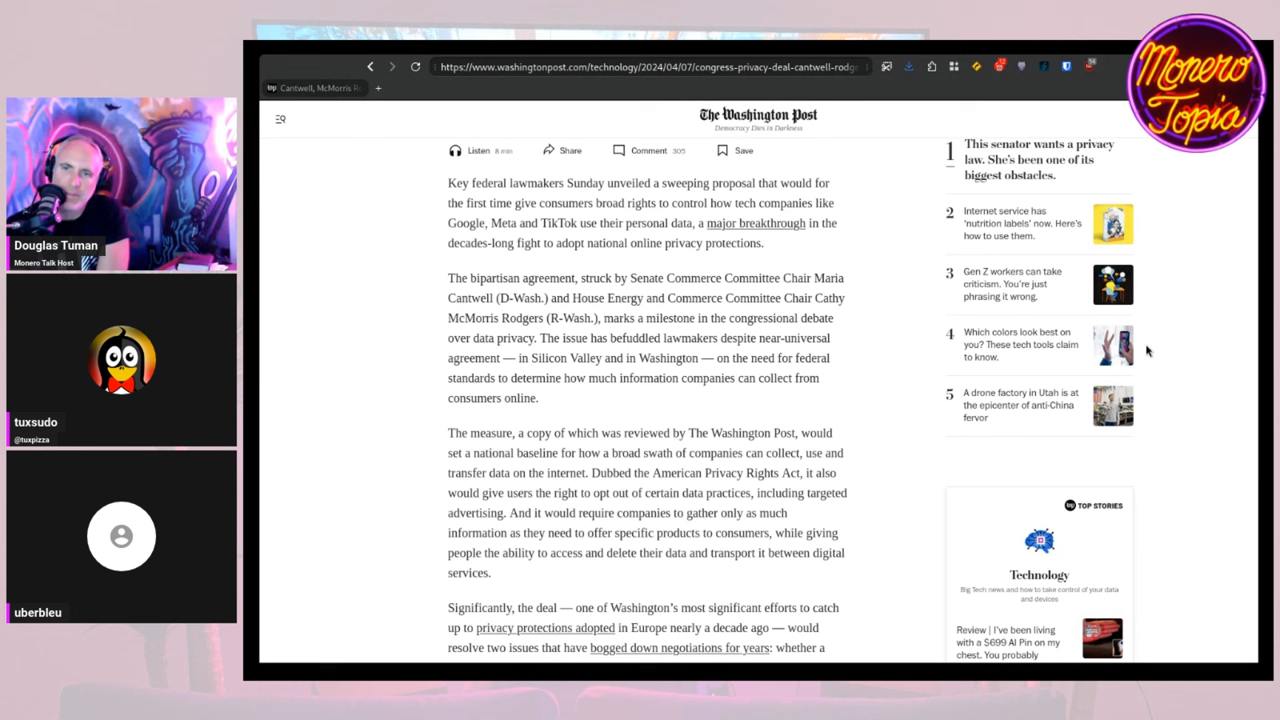 Monero
Topia
https://www.washingtonpost.com/technology/2024/04/07/congress-privacy-deal-cantwell-rodge
Cantwell, McMorris R
The Washington Post
Democracy Dies in Darkness
Listen 8 min
Share
Comment 305
Save
Key federal lawmakers Sunday unveiled a sweeping proposal that would for
the first time give consumers broad rights to control how tech companies like
Google, Meta and TikTok use their personal data, a major breakthrough in the
decades-long fight to adopt national online privacy protections.
The bipartisan agreement, struck by Senate Commerce Committee Chair Maria
Cantwell (D-Wash.) and House Energy and Commerce Committee Chair Cathy
McMorris Rodgers (R-Wash.), marks a milestone in the congressional debate
over data privacy. The issue has befuddled lawmakers despite near-universal
agreement — in Silicon Valley and in Washington — on the need for federal
standards to determine how much information companies can collect from
consumers online.
The measure, a copy of which was reviewed by The Washington Post, would
set a national baseline for how a broad swath of companies can collect, use and
transfer data on the internet. Dubbed the American Privacy Rights Act, it also
would give users the right to opt out of certain data practices, including targeted
advertising. And it would require companies to gather only as much
information as they need to offer specific products to consumers, while giving
people the ability to access and delete their data and transport it between digital
services.
Significantly, the deal — one of Washington's most significant efforts to catch
up to privacy protections adopted in Europe nearly a decade ago — would
resolve two issues that have bogged down negotiations for years: whether a
1
This senator wants a privacy
law. She's been one of its
biggest obstacles.
2
Internet service has
'nutrition labels' now. Here's
how to use them.
3
Gen Z workers can take
criticism. You're just
phrasing it wrong.
4
Which colors look best on
you? These tech tools claim
to know.
5
A drone factory in Utah is at
the epicenter of anti-China
fervor
wp TOP STORIES
Technology
Big Tech news and how to take control of your data
and devices
Review | I've been living
with a $699 AI Pin on my
chest. You probably
Douglas Tuman
Monero Talk Host
tuxsudo
@tuxpizza
uberbleu